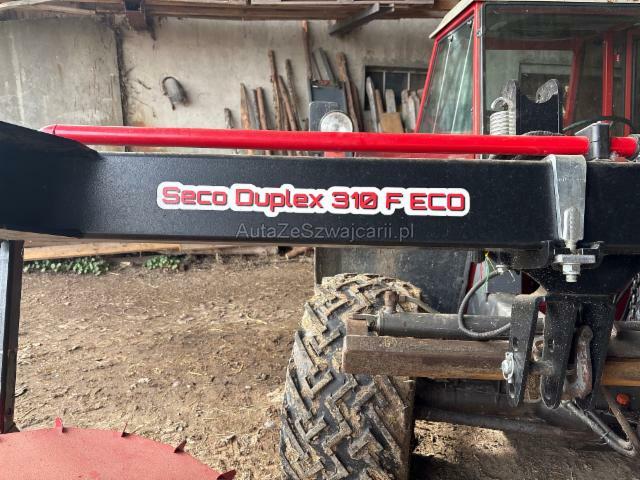 Seco Duplex 310 F ECO
AutaZeSzwajcarii.pl